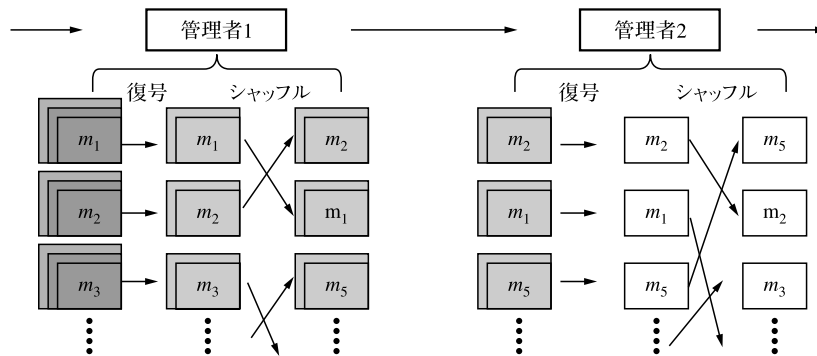 管理者1 管理者2
復号 シャッフル 復号 シャッフル
m1 m1 m2 m2 m2 m5
m2 m2 m1 m1 m1 m2
m3 m3 m5 m5 m5 m3